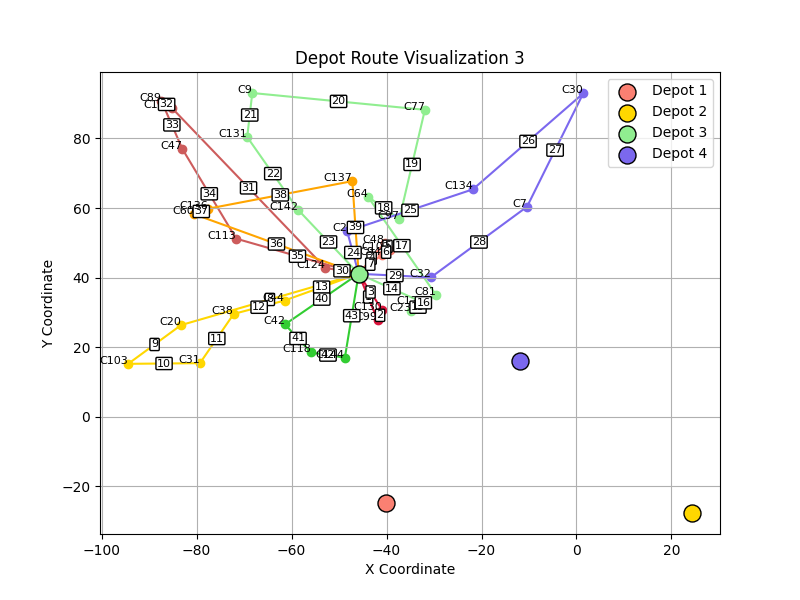 Depot Route Visualization 3
Depot 1
Depot 2
Depot 3
Depot 4
C30
C9
C89
32
20
C77
21
33
C131
26
C47
27
22
19
C137
31
C134
34
38
C64
37
18
C142
25
C7
39
C113
36
23
28
17
24
35
C124
30
29
C32
13
14
C81
40
3
16
12
C38
43
2
C20
C42
9
11
41
C118
C103
10
C31
80
60
40
20
0
−20
−100
−80
−60
−40
−20
0
20
X Coordinate
Y Coordinate